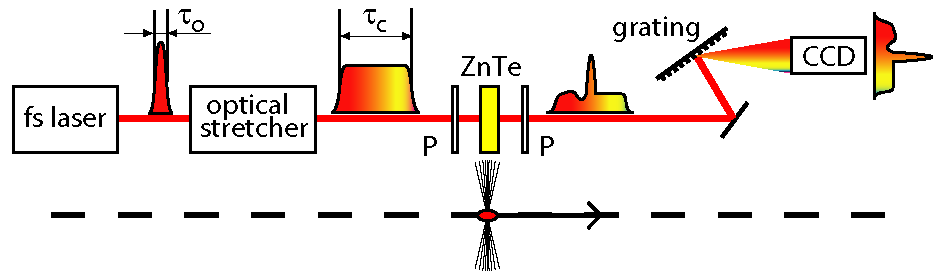 τo
τc
grating
ZnTe
CCD
fs laser
optical
stretcher
P
P